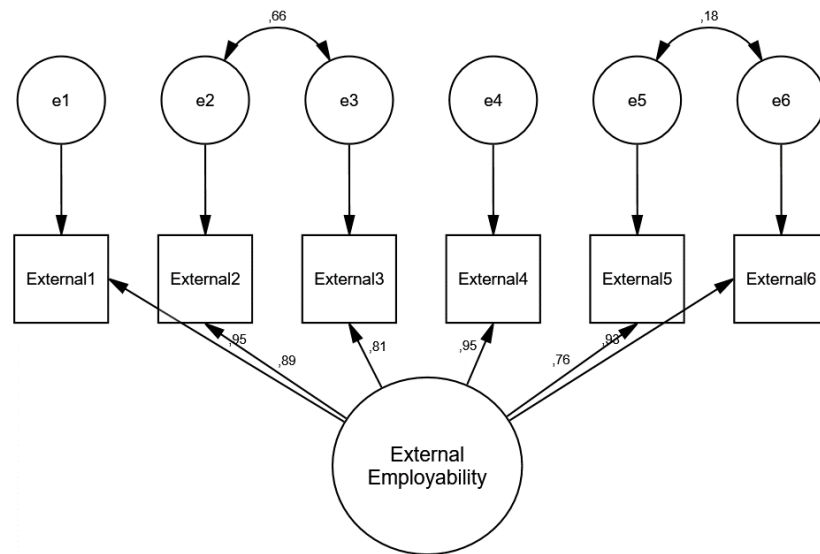 ,66
,18
e1
e2
e3
e4
e5
e6
External1
External2
External3
External4
External5
External6
,95
,89
,81
,95
,76
,93
External
Employability